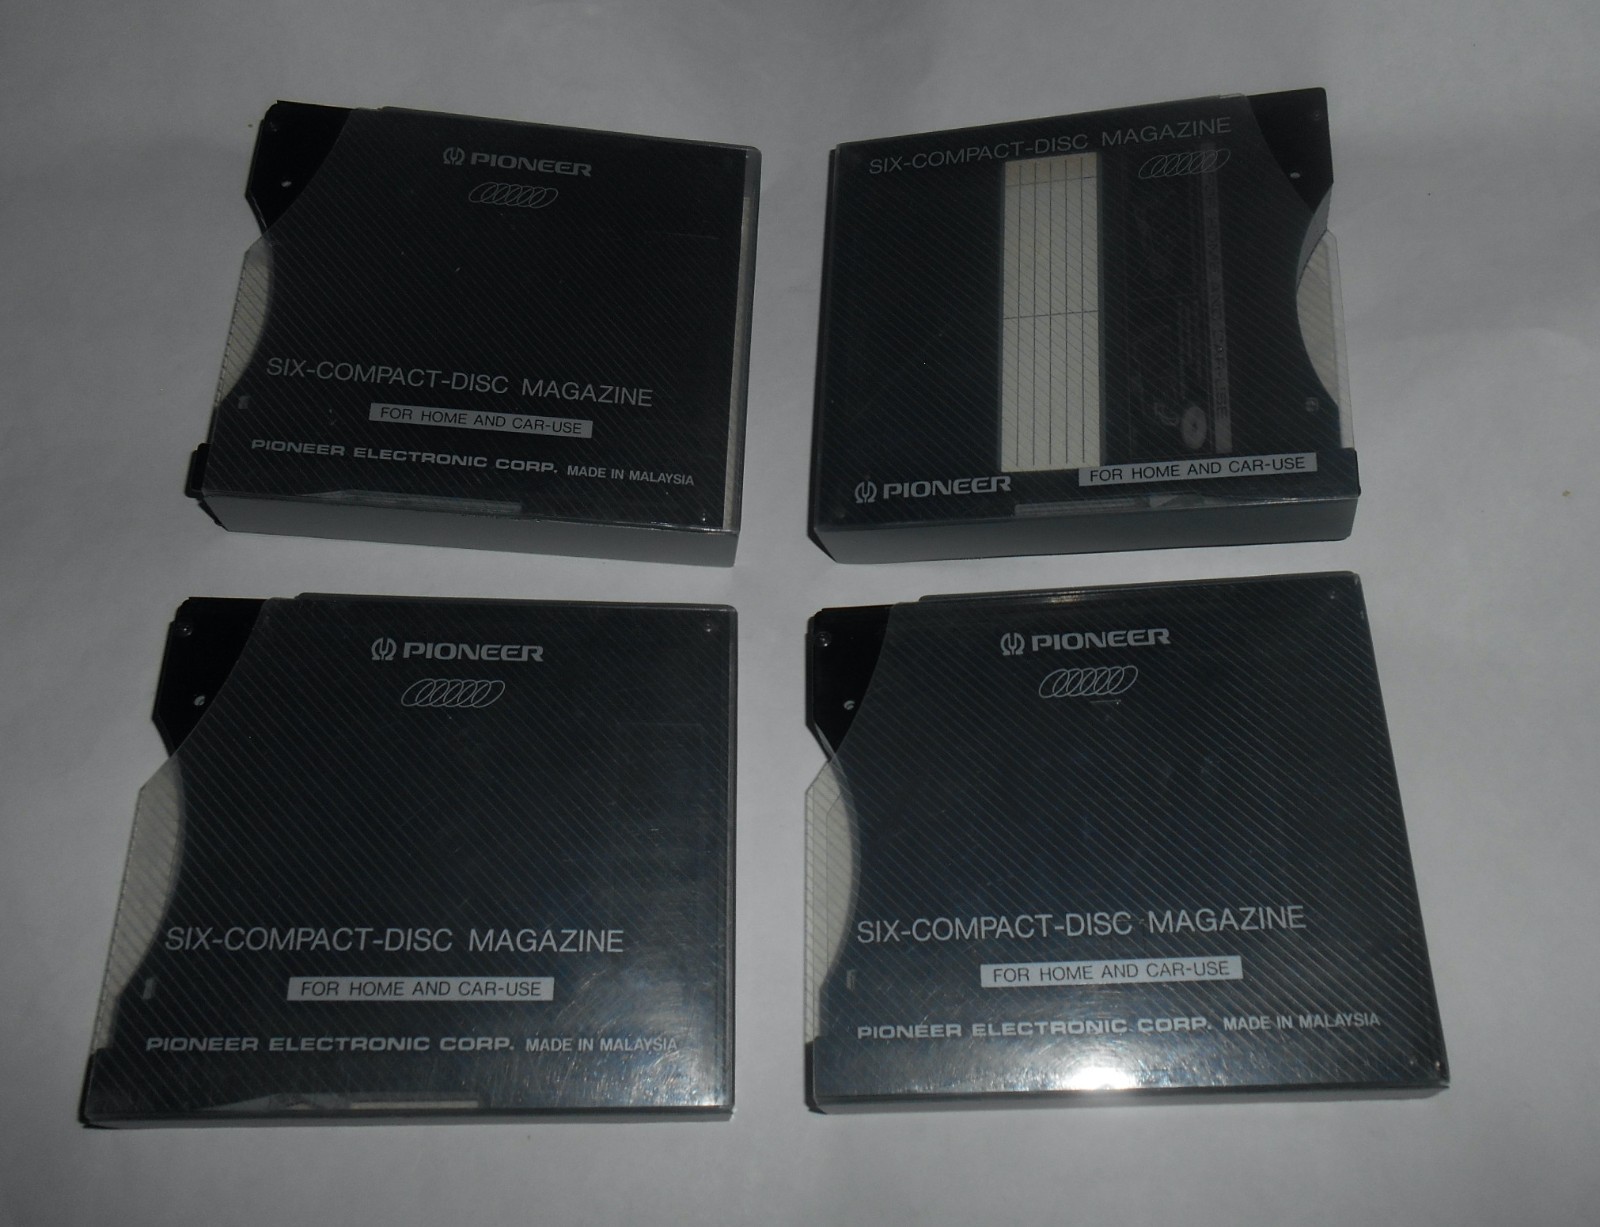 PIONEER
SIX-COMPACT-DISC MAGAZINE
FOR HOME AND CAR-USE
PIONEER ELECTRONIC CORP. MADE IN MALAYSIA
SIX-COMPACT-DISC MAGAZINE
PIONEER
FOR HOME AND CAR-USE
PIONEER
SIX-COMPACT-DISC MAGAZINE
FOR HOME AND CAR-USE
PIONEER ELECTRONIC CORP. MADE IN MALAYSIA
PIONEER
SIX-COMPACT-DISC MAGAZINE
FOR HOME AND CAR-USE
PIONEER ELECTRONIC CORP. MADE IN MALAYSIA